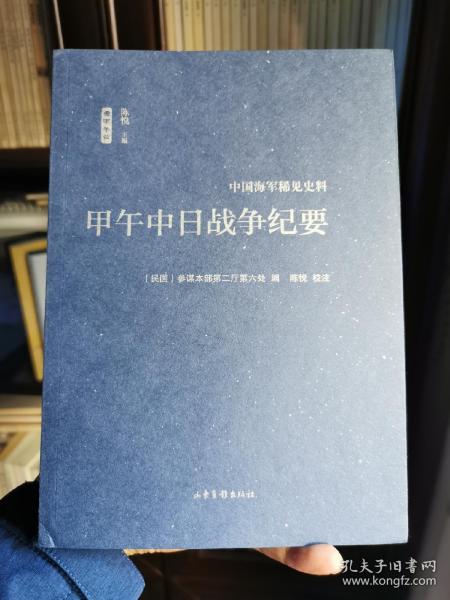 陈悦 主编
中国海军稀见史料
甲午中日战争纪要
〔民国〕参谋本部第二厅第六处 编 陈悦 校注
山东画报出版社
孔夫子旧书网
www.kongfz.com